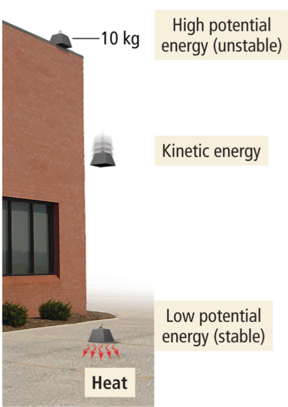 10 kg
High potential
energy (unstable)
Kinetic energy
Low potential
energy (stable)
Heat